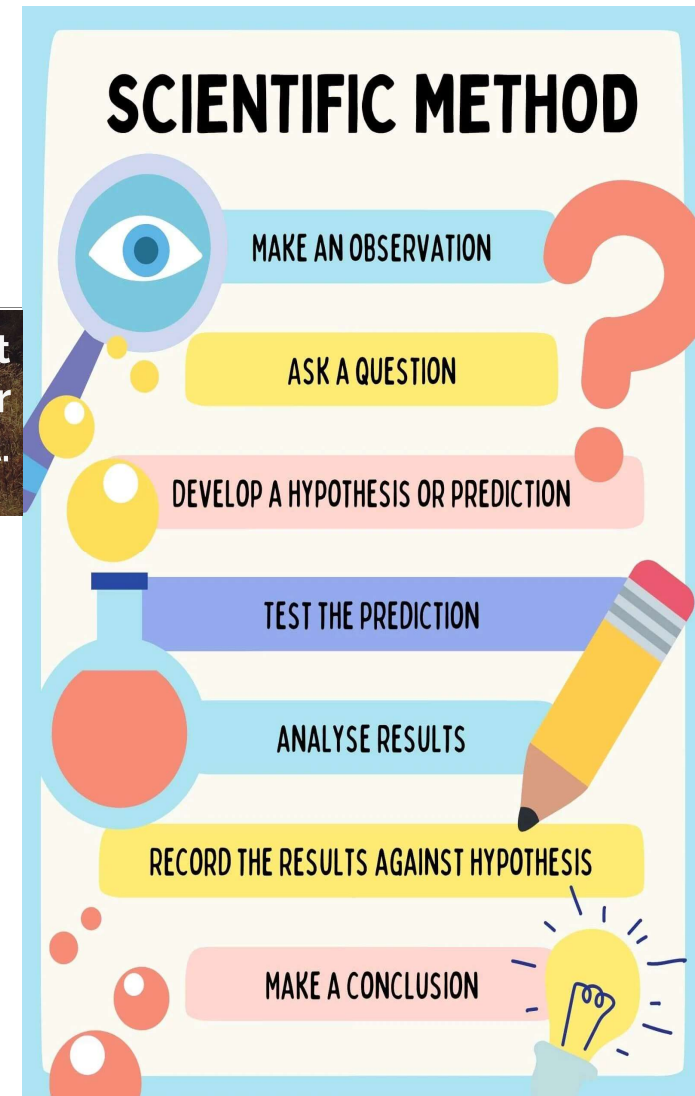 SCIENTIFIC METHOD
MAKE AN OBSERVATION
ASK A QUESTION
DEVELOP A HYPOTHESIS OR PREDICTION
TEST THE PREDICTION
ANALYSE RESULTS
RECORD THE RESULTS AGAINST HYPOTHESIS
MAKE A CONCLUSION